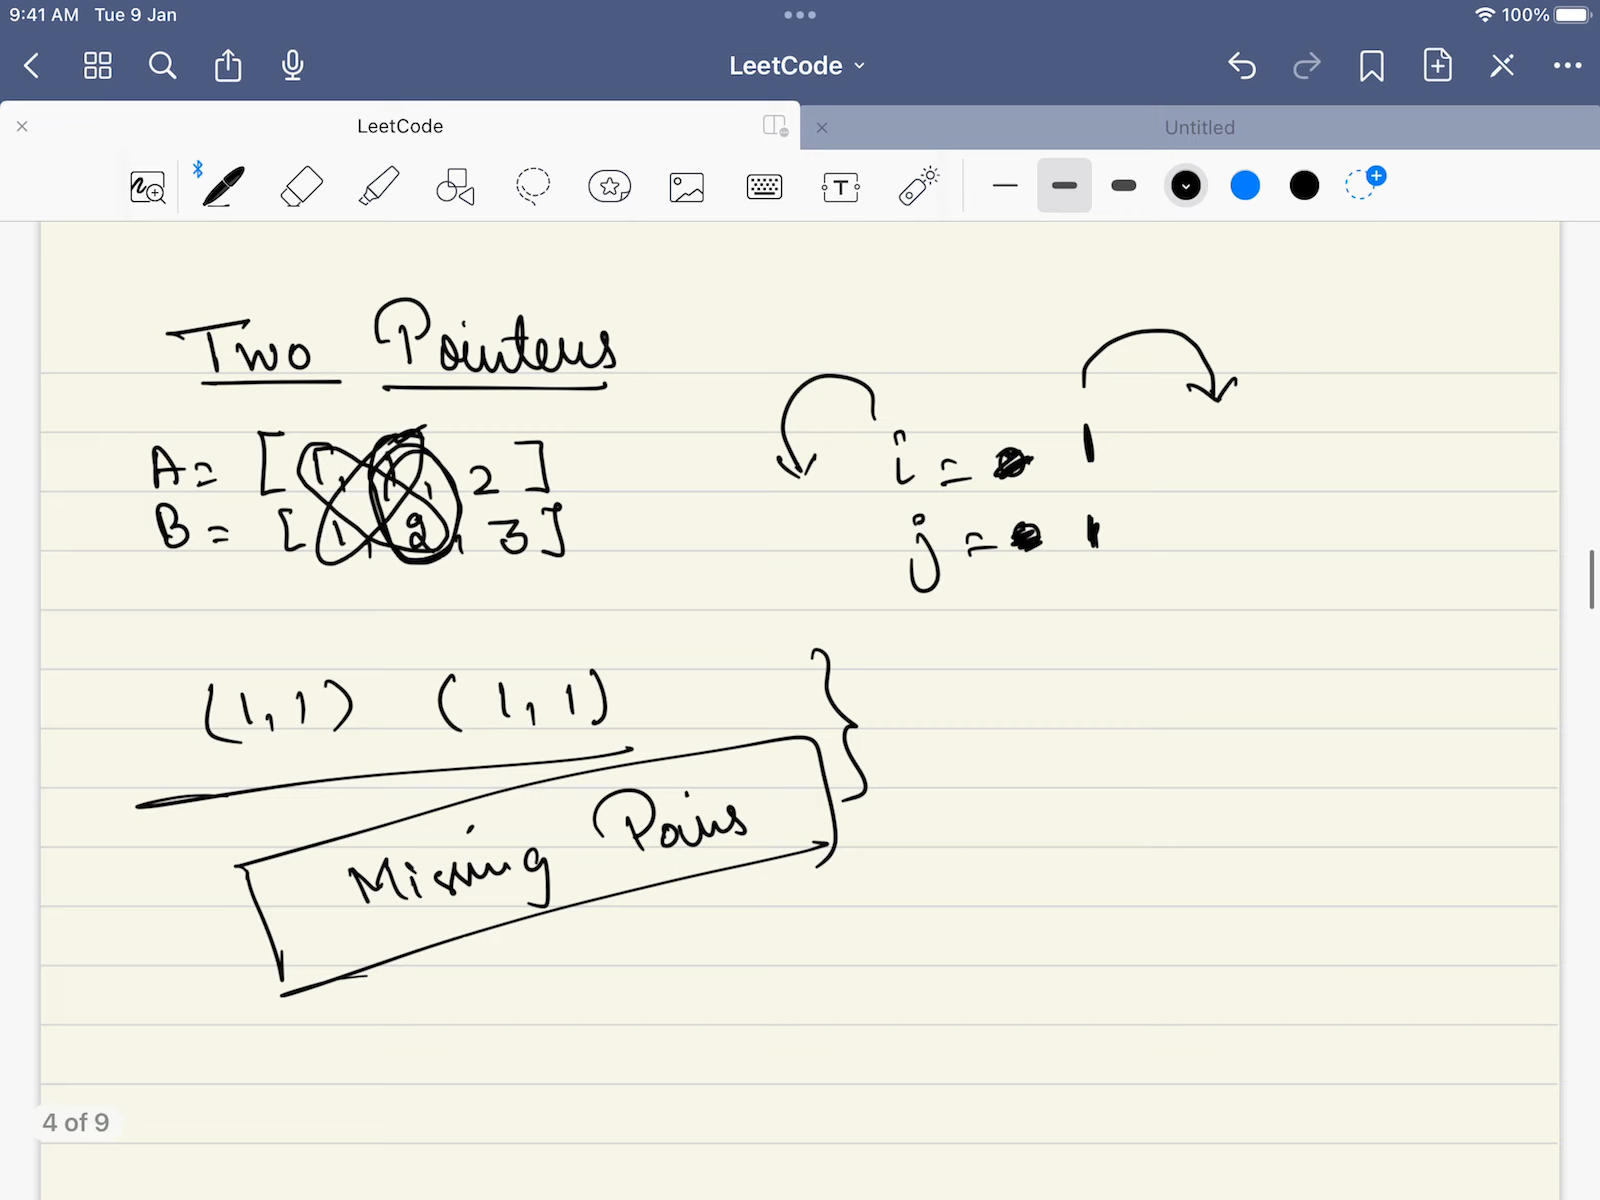 9:41 AM Tue 9 Jan 100%
LeetCode
LeetCode Untitled
T
Two Pointers
A = [1, 1, 2]
B = [1, 2, 3]
i = 1
j = 1
(1,1) (1,1)
Missing Pairs
4 of 9